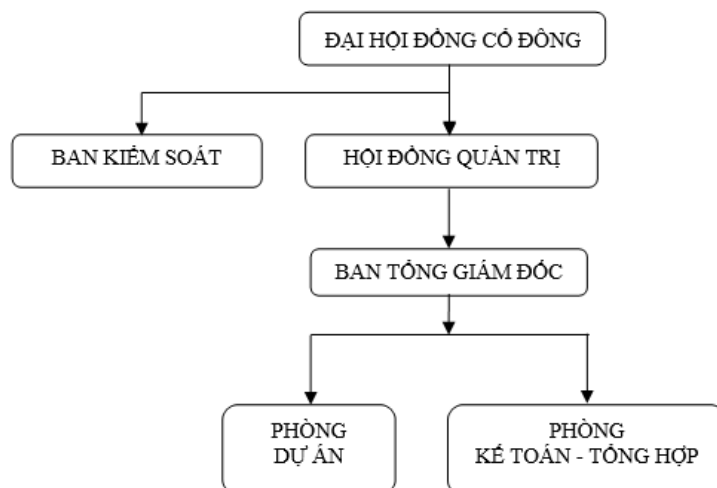 ĐẠI HỘI ĐỒNG CỔ ĐÔNG
BAN KIỂM SOÁT
HỘI ĐỒNG QUẢN TRỊ
BAN TỔNG GIÁM ĐỐC
PHÒNG
DỰ ÁN
PHÒNG
KẾ TOÁN - TỔNG HỢP